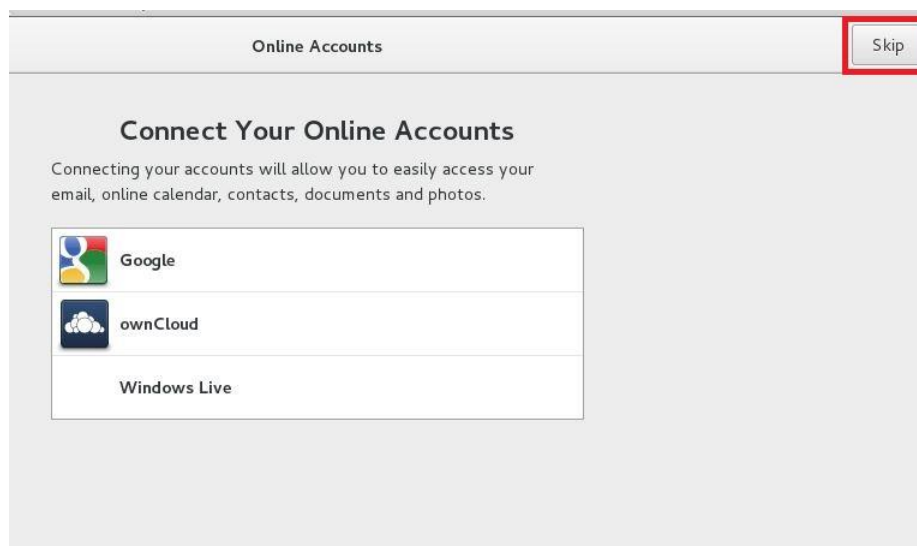 Online Accounts
Skip
Connect Your Online Accounts
Connecting your accounts will allow you to easily access your
email, online calendar, contacts, documents and photos.
Google
ownCloud
Windows Live